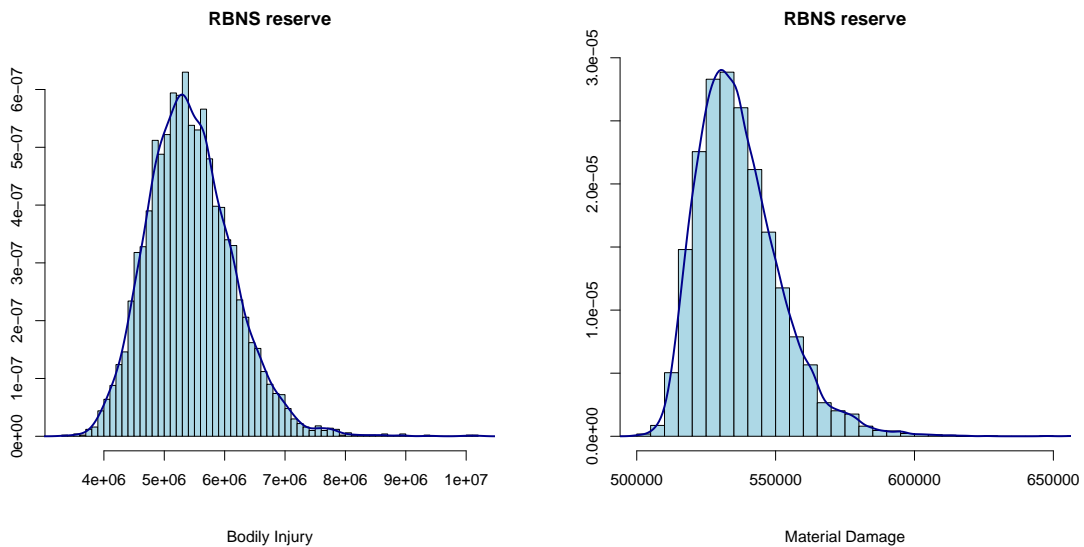 RBNS reserve
6e−07
5e−07
4e−07
3e−07
2e−07
1e−07
0e+00
4e+06 5e+06 6e+06 7e+06 8e+06 9e+06 1e+07
Bodily Injury
RBNS reserve
3.0e−05
2.0e−05
1.0e−05
0.0e+00
500000 550000 600000 650000
Material Damage